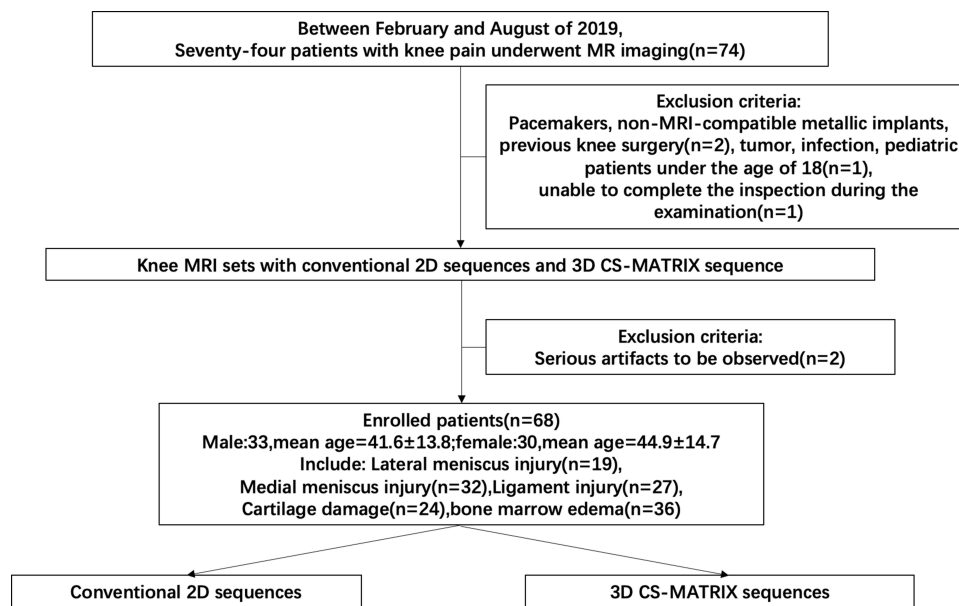 Between February and August of 2019,
Seventy-four patients with knee pain underwent MR imaging(n=74)
Exclusion criteria:
Pacemakers, non-MRI-compatible metallic implants,
previous knee surgery(n=2), tumor, infection, pediatric
patients under the age of 18(n=1),
unable to complete the inspection during the
examination(n=1)
Knee MRI sets with conventional 2D sequences and 3D CS-MATRIX sequence
Exclusion criteria:
Serious artifacts to be observed(n=2)
Enrolled patients(n=68)
Male:33,mean age=41.6±13.8;female:30,mean age=44.9±14.7
Include: Lateral meniscus injury(n=19),
Medial meniscus injury(n=32),Ligament injury(n=27),
Cartilage damage(n=24),bone marrow edema(n=36)
Conventional 2D sequences
3D CS-MATRIX sequences